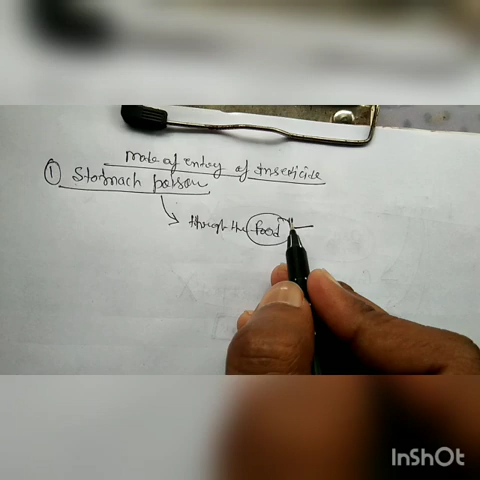 mode of entry of Insecticide
① Stomach poison
through the food
InShOt